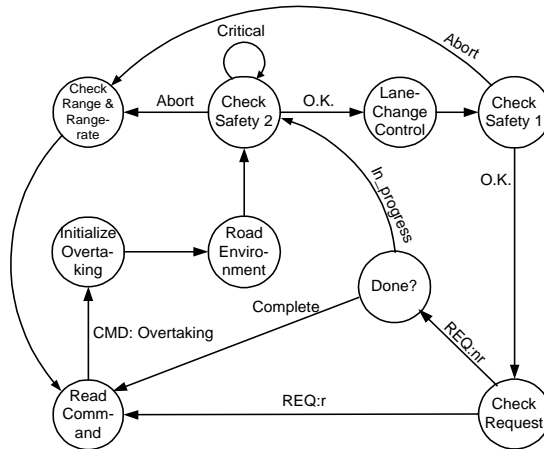 Critical
Abort
Check
Range &
Range-
rate
Abort
Check
Safety 2
O.K.
Lane-
Change
Control
Check
Safety 1
O.K.
In_progress
Initialize
Overta-
king
Road
Enviro-
nment
Done?
Complete
CMD: Overtaking
REQ:nr
Read
Comm-
and
REQ:r
Check
Request